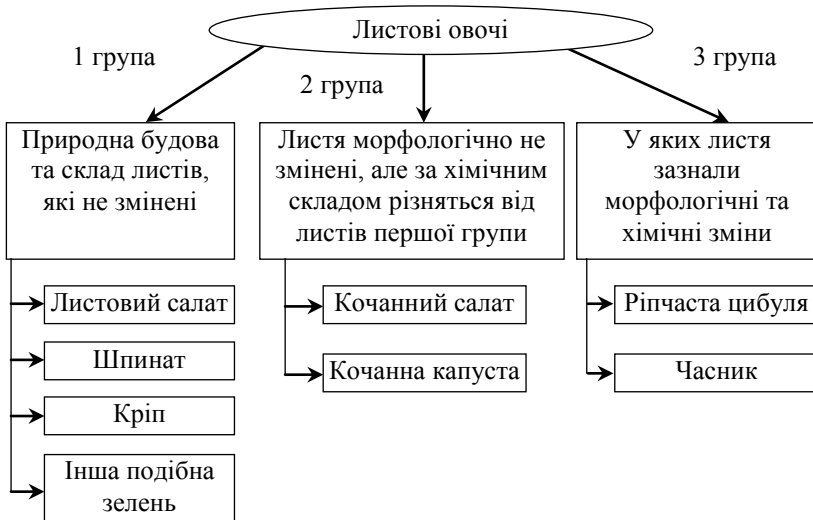 Листові овочі
1 група
2 група
3 група
Природна будова
та склад листів,
які не змінені
Листовий салат
Шпинат
Кріп
Інша подібна
зелень
Листя морфологічно не
змінені, але за хімічним
складом різняться від
листів першої групи
Кочанний салат
Кочанна капуста
У яких листя
зазнали
морфологічні та
хімічні зміни
Ріпчаста цибуля
Часник